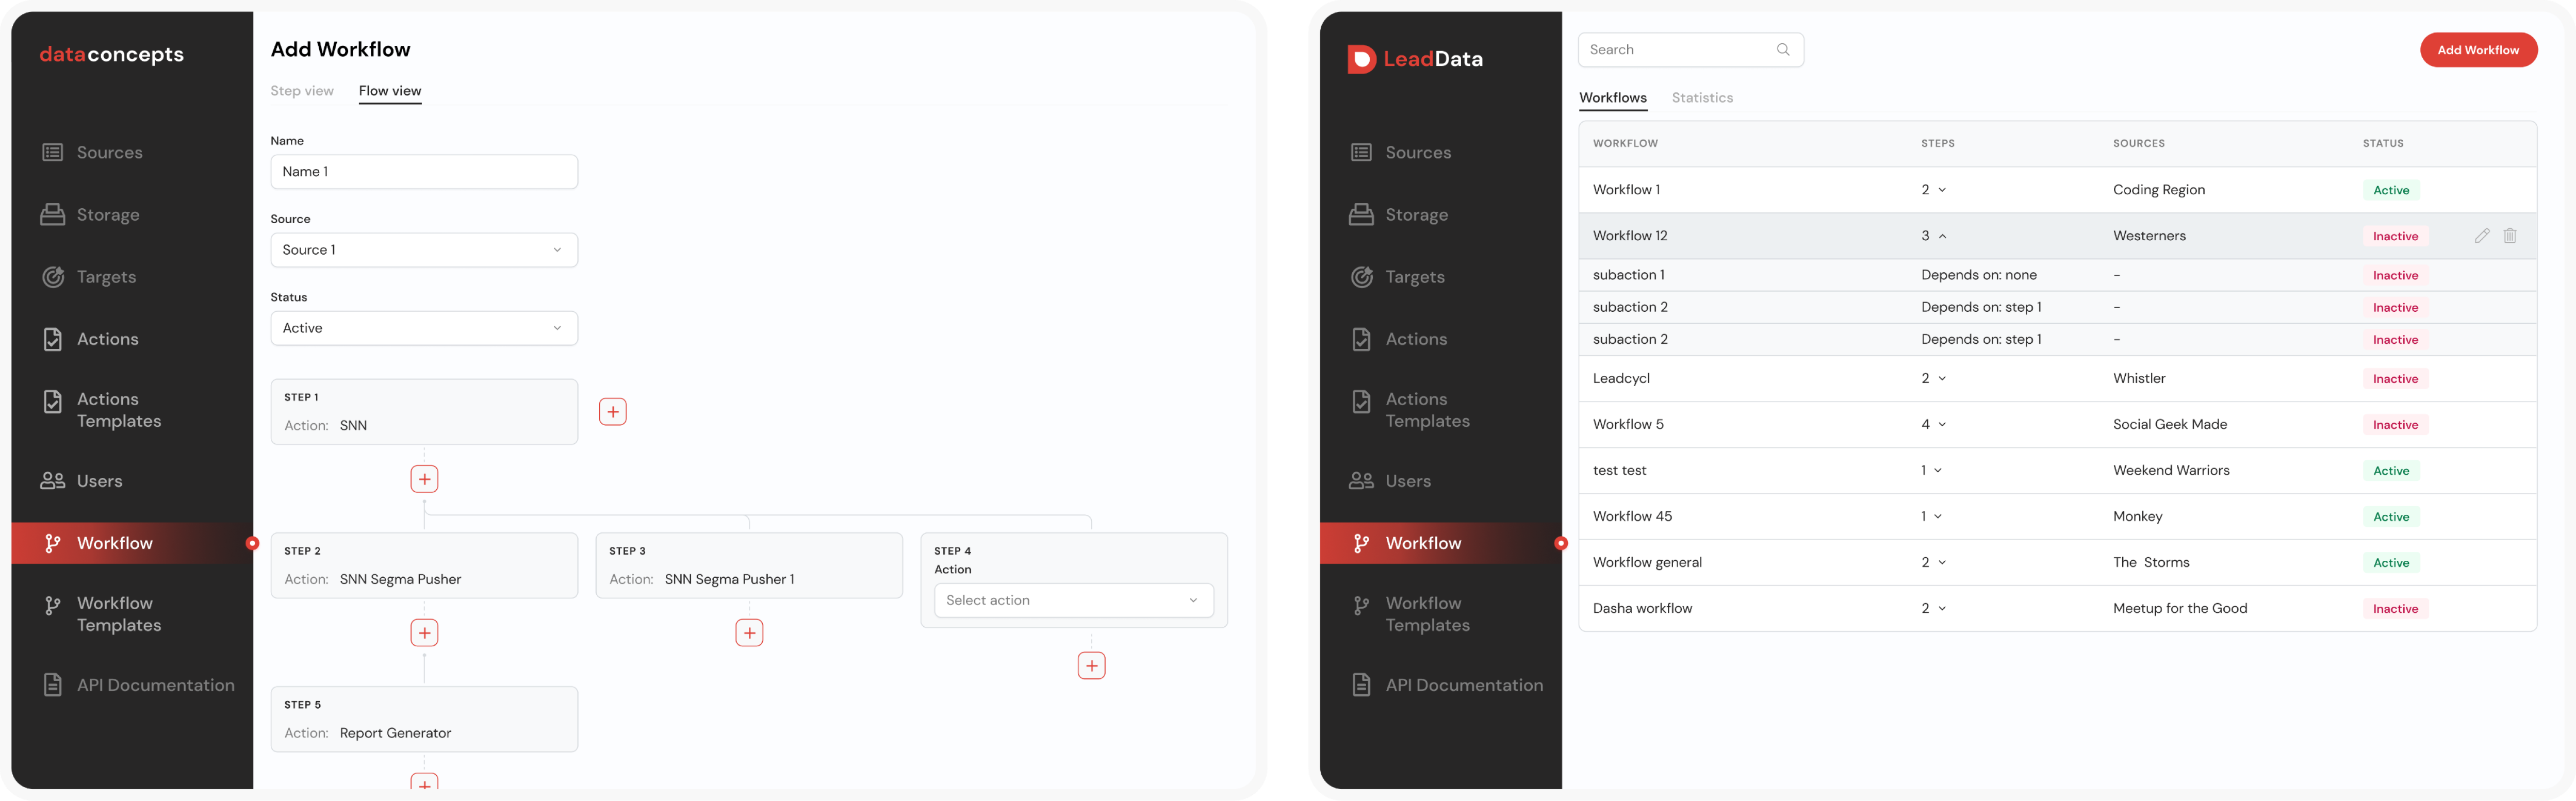 dataconcepts
Sources
Storage
Targets
Actions
Actions
Templates
Users
Workflow
Workflow
Templates
API Documentation
Add Workflow
Step view Flow view
Name
Name 1
Source
Source 1
Status
Active
STEP 1
Action: SNN
STEP 2
Action: SNN Segma Pusher
STEP 3
Action: SNN Segma Pusher 1
STEP 4
Action
Select action
STEP 5
Action: Report Generator
LeadData
Sources
Storage
Targets
Actions
Actions
Templates
Users
Workflow
Workflow
Templates
API Documentation
Search
Add Workflow
Workflows Statistics
WORKFLOW STEPS SOURCES STATUS
Workflow 1 2 Coding Region Active
Workflow 12 3 Westerners Inactive
subaction 1 Depends on: none - Inactive
subaction 2 Depends on: step 1 - Inactive
subaction 2 Depends on: step 1 - Inactive
Leadcycl 2 Whistler Inactive
Workflow 5 4 Social Geek Made Inactive
test test 1 Weekend Warriors Active
Workflow 45 1 Monkey Active
Workflow general 2 The Storms Active
Dasha workflow 2 Meetup for the Good Inactive